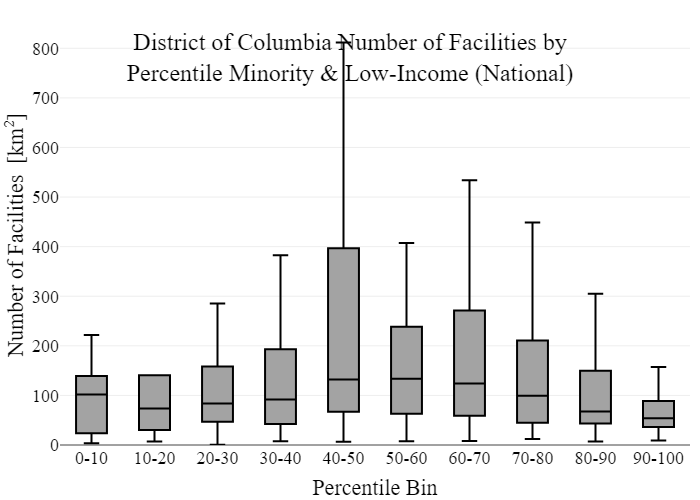 District of Columbia Number of Facilities by
Percentile Minority & Low-Income (National)
Number of Facilities [km²]
800
700
600
500
400
300
200
100
0
0-10 10-20 20-30 30-40 40-50 50-60 60-70 70-80 80-90 90-100
Percentile Bin